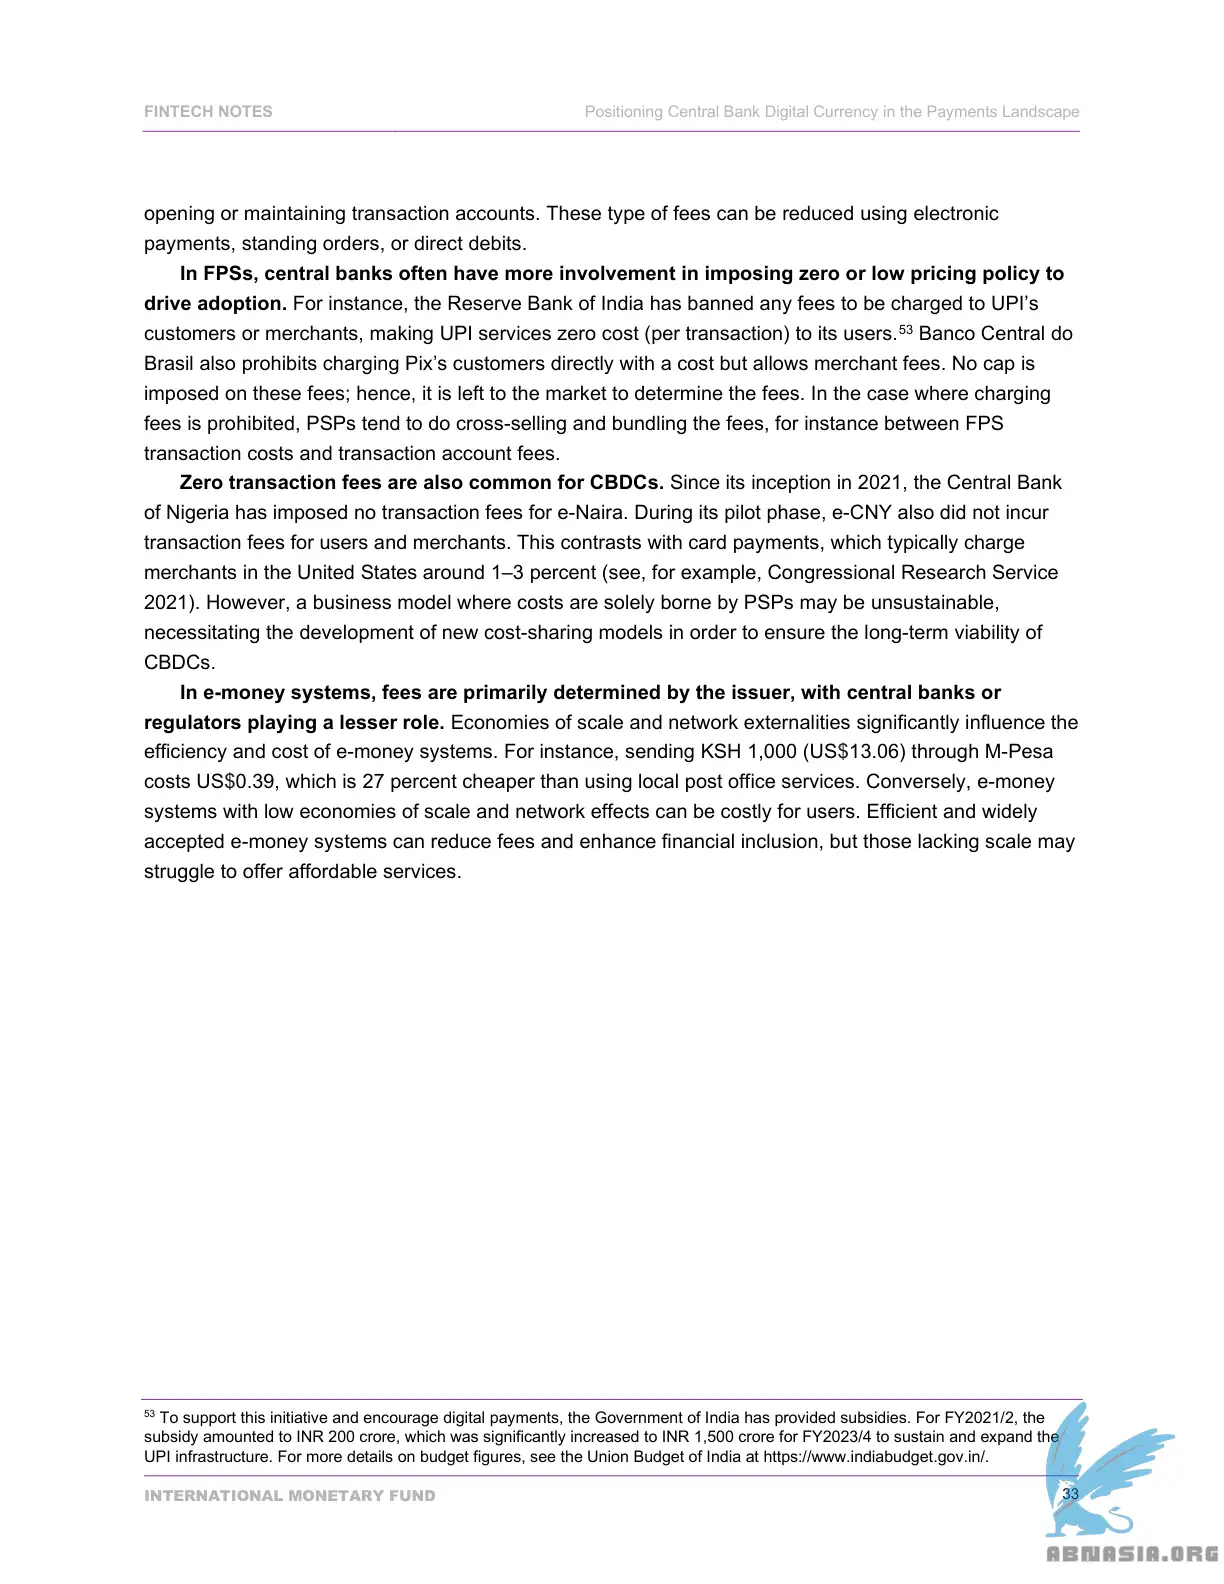 FINTECH NOTES
Positioning Central Bank Digital Currency in the Payments Landscape
opening or maintaining transaction accounts. These type of fees can be reduced using electronic
payments, standing orders, or direct debits.
In FPSs, central banks often have more involvement in imposing zero or low pricing policy to
drive adoption. For instance, the Reserve Bank of India has banned any fees to be charged to UPI’s
customers or merchants, making UPI services zero cost (per transaction) to its users.53 Banco Central do
Brasil also prohibits charging Pix’s customers directly with a cost but allows merchant fees. No cap is
imposed on these fees; hence, it is left to the market to determine the fees. In the case where charging
fees is prohibited, PSPs tend to do cross-selling and bundling the fees, for instance between FPS
transaction costs and transaction account fees.
Zero transaction fees are also common for CBDCs. Since its inception in 2021, the Central Bank
of Nigeria has imposed no transaction fees for e-Naira. During its pilot phase, e-CNY also did not incur
transaction fees for users and merchants. This contrasts with card payments, which typically charge
merchants in the United States around 1–3 percent (see, for example, Congressional Research Service
2021). However, a business model where costs are solely borne by PSPs may be unsustainable,
necessitating the development of new cost-sharing models in order to ensure the long-term viability of
CBDCs.
In e-money systems, fees are primarily determined by the issuer, with central banks or
regulators playing a lesser role. Economies of scale and network externalities significantly influence the
efficiency and cost of e-money systems. For instance, sending KSH 1,000 (US$13.06) through M-Pesa
costs US$0.39, which is 27 percent cheaper than using local post office services. Conversely, e-money
systems with low economies of scale and network effects can be costly for users. Efficient and widely
accepted e-money systems can reduce fees and enhance financial inclusion, but those lacking scale may
struggle to offer affordable services.
53 To support this initiative and encourage digital payments, the Government of India has provided subsidies. For FY2021/2, the
subsidy amounted to INR 200 crore, which was significantly increased to INR 1,500 crore for FY2023/4 to sustain and expand the
UPI infrastructure. For more details on budget figures, see the Union Budget of India at https://www.indiabudget.gov.in/.
INTERNATIONAL MONETARY FUND
33
ABNASIA.ORG